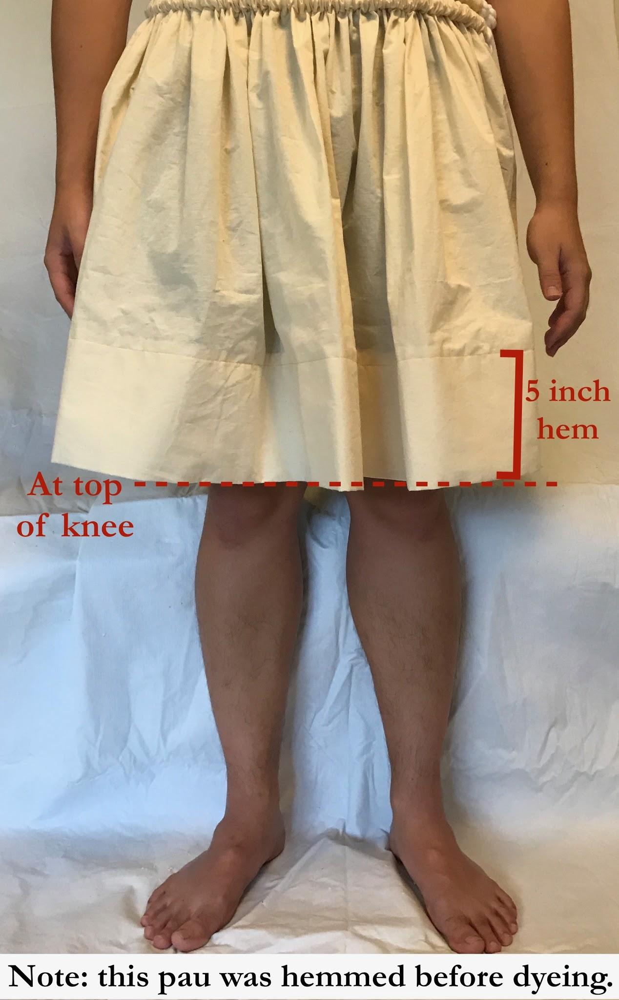 5 inch
hem
At top
of knee
Note: this pau was hemmed before dyeing.